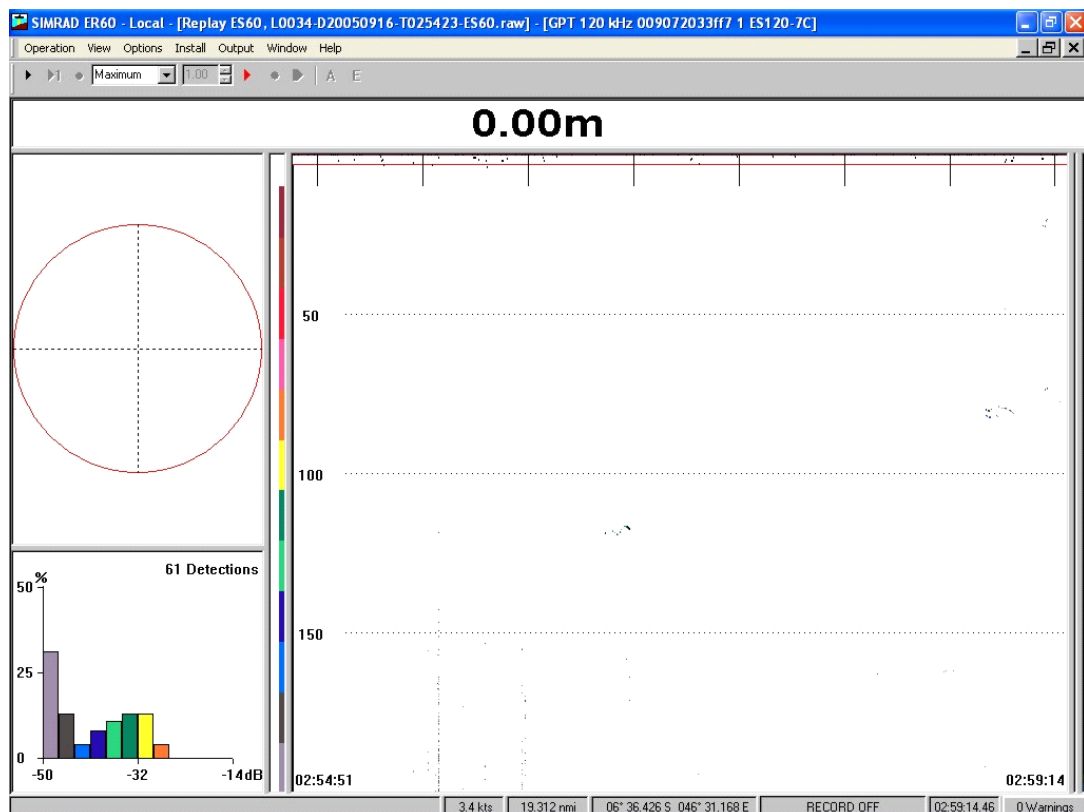 SIMRAD ER60 - Local - [Replay ES60, L0034-D20050916-T025423-ES60.raw] - [GPT 120 kHz 009072033ff7 1 ES120-7C]
Operation View Options Install Output Window Help
Maximum 1.00 A E
0.00m
50
100
150
02:54:51 02:59:14
61 Detections
%
50
25
0
-50 -32 -14dB
3.4 kts 19.312 nmi 06° 36.426 S 046° 31.168 E RECORD OFF 02:59:14.46 0 Warnings